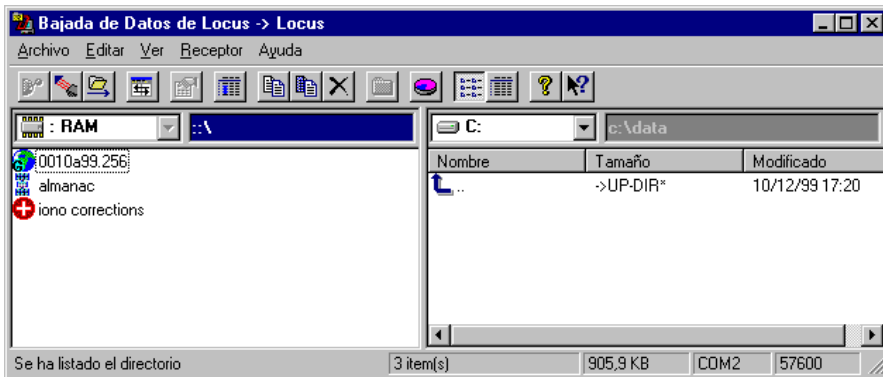 Bajada de Datos de Locus -> Locus
Archivo Editar Ver Receptor Ayuda
: RAM ::\ C: c:\data
0010a99.256
almanac
iono corrections
Nombre Tamaño Modificado
.. ->UP-DIR* 10/12/99 17:20
Se ha listado el directorio 3 item(s) 905,9 KB COM2 57600